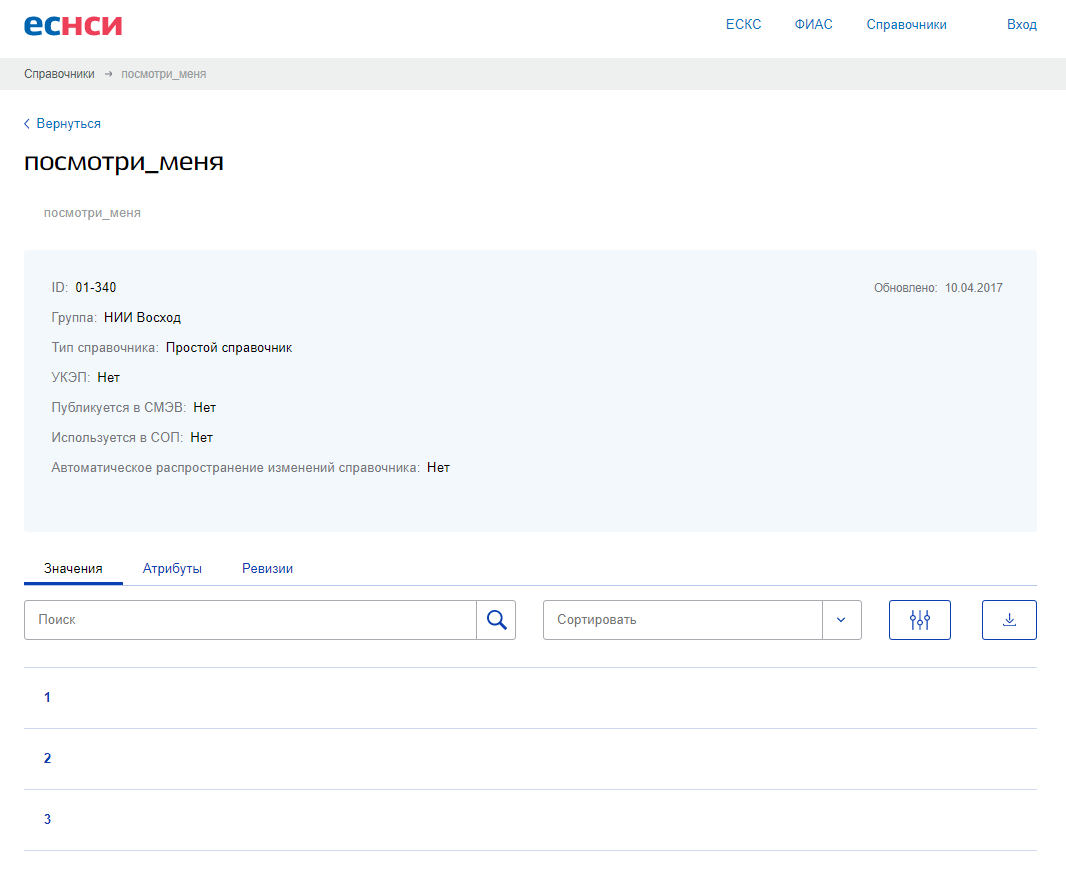 еснси
ЕСКС ФИАС Справочники Вход
Справочники → посмотри_меня
Вернуться
посмотри_меня
посмотри_меня
ID: 01-340 Обновлено: 10.04.2017
Группа: НИИ Восход
Тип справочника: Простой справочник
УКЭП: Нет
Публикуется в СМЭВ: Нет
Используется в СОП: Нет
Автоматическое распространение изменений справочника: Нет
Значения Атрибуты Ревизии
Поиск Сортировать
1
2
3